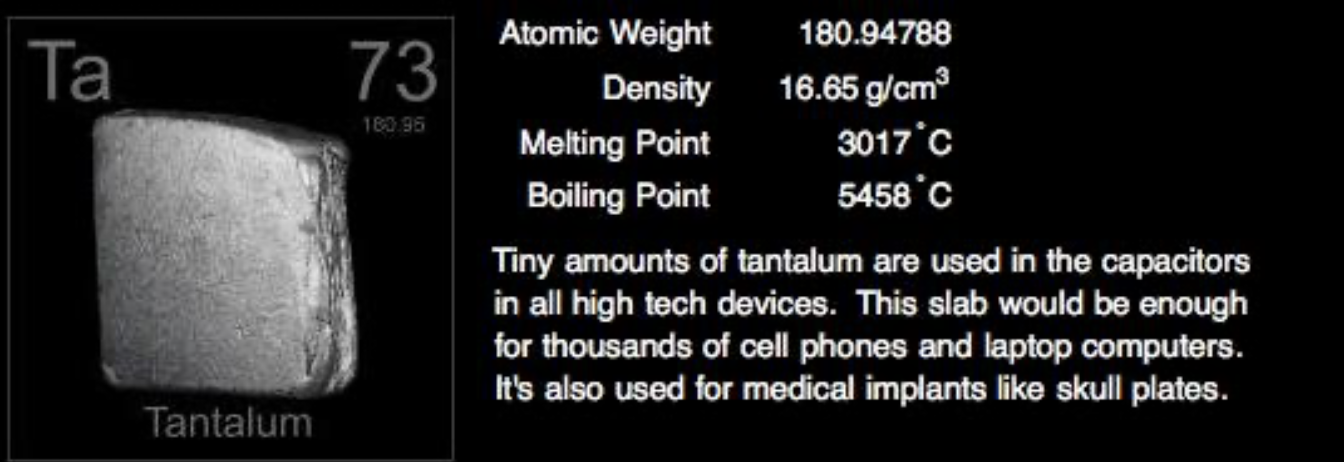 Ta
73
180.95
Tantalum
Atomic Weight 180.94788
Density 16.65 g/cm³
Melting Point 3017 °C
Boiling Point 5458 °C
Tiny amounts of tantalum are used in the capacitors
in all high tech devices. This slab would be enough
for thousands of cell phones and laptop computers.
It's also used for medical implants like skull plates.